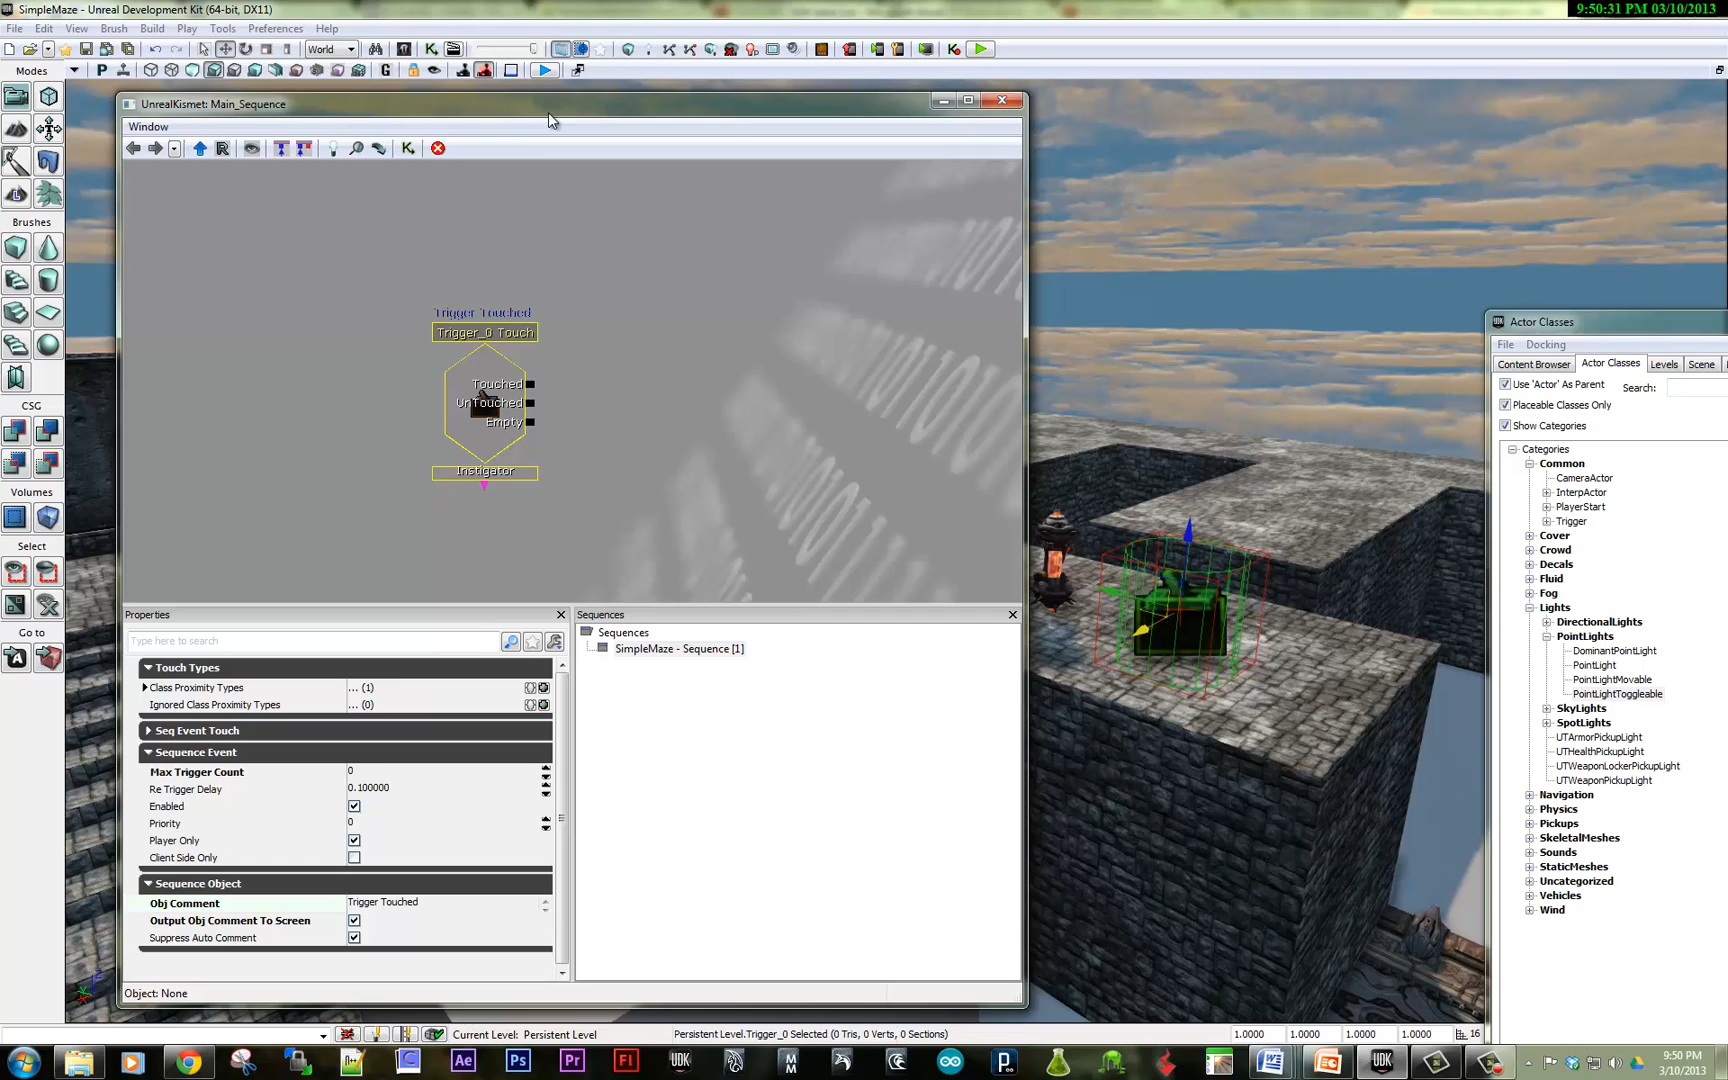 SimpleMaze - Unreal Development Kit (64-bit, DX11)
9:50:31 PM 03/10/2013
File Edit View Brush Build Play Tools Preferences Help
World
Modes
Brushes
CSG
Volumes
Select
Go to
UnrealKismet: Main_Sequence
Window
Trigger Touched
Trigger_0 Touch
Touched
UnTouched
Empty
Instigator
Properties
Type here to search
Touch Types
Class Proximity Types ... (1)
Ignored Class Proximity Types ... (0)
Seq Event Touch
Sequence Event
Max Trigger Count 0
Re Trigger Delay 0.100000
Enabled
Priority 0
Player Only
Client Side Only
Sequence Object
Obj Comment Trigger Touched
Output Obj Comment To Screen
Suppress Auto Comment
Object: None
Sequences
Sequences
SimpleMaze - Sequence [1]
Actor Classes
File Docking
Content Browser Actor Classes Levels Scene
Use 'Actor' As Parent Search:
Placeable Classes Only
Show Categories
Categories
Common
CameraActor
InterpActor
PlayerStart
Trigger
Cover
Crowd
Decals
Fluid
Fog
Lights
DirectionalLights
PointLights
DominantPointLight
PointLight
PointLightMovable
PointLightToggleable
SkyLights
SpotLights
UTArmorPickupLight
UTHealthPickupLight
UTWeaponLockerPickupLight
UTWeaponPickupLight
Navigation
Physics
Pickups
SkeletalMeshes
Sounds
StaticMeshes
Uncategorized
Vehicles
Wind
Current Level: Persistent Level
Persistent Level.Trigger_0 Selected (0 Tris, 0 Verts, 0 Sections)
1.0000 1.0000 1.0000 1.0000 16
9:50 PM
3/10/2013